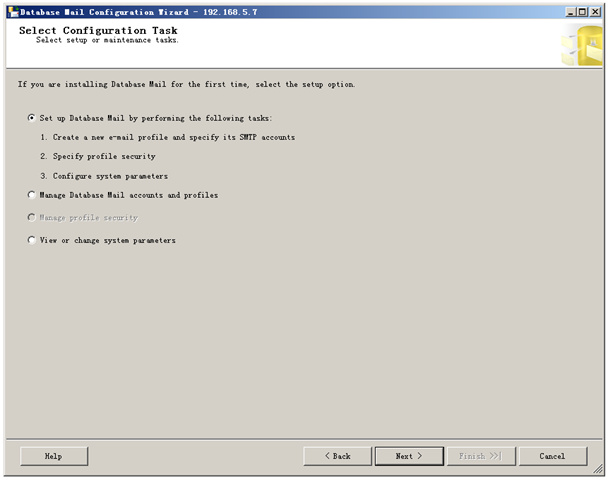 Database Mail Configuration Wizard - 192.168.5.7
Select Configuration Task
Select setup or maintenance tasks.
If you are installing Database Mail for the first time, select the setup option.
Set up Database Mail by performing the following tasks:
1. Create a new e-mail profile and specify its SMTP accounts
2. Specify profile security
3. Configure system parameters
Manage Database Mail accounts and profiles
Manage profile security
View or change system parameters
Help
< Back
Next >
Finish >>|
Cancel